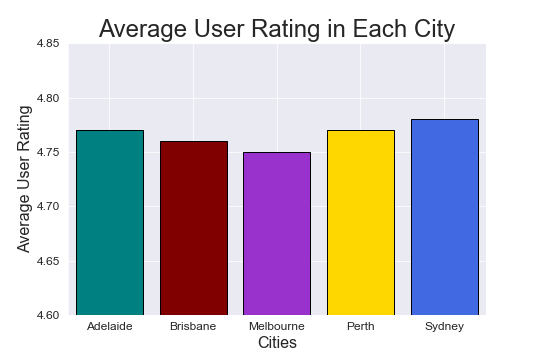 Average User Rating in Each City
4.85
4.80
4.75
4.70
4.65
4.60
Average User Rating
Adelaide Brisbane Melbourne Perth Sydney
Cities